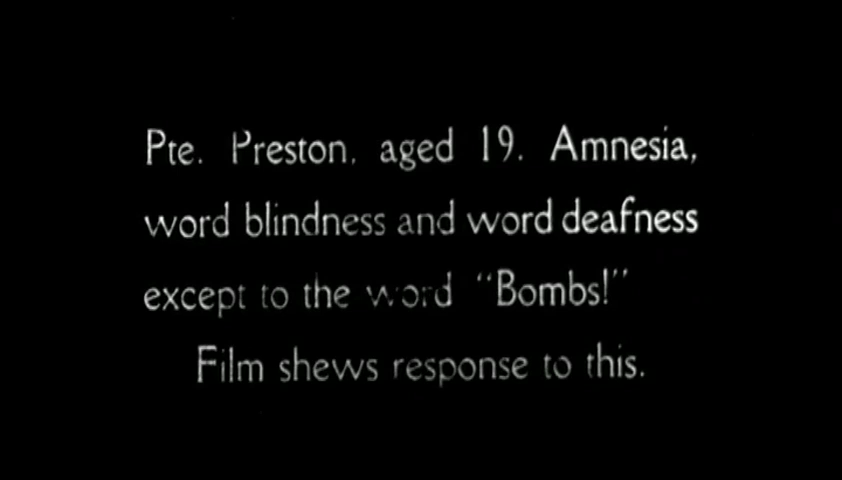 Pte. Preston, aged 19. Amnesia,
word blindness and word deafness
except to the word "Bombs!"
Film shews response to this.